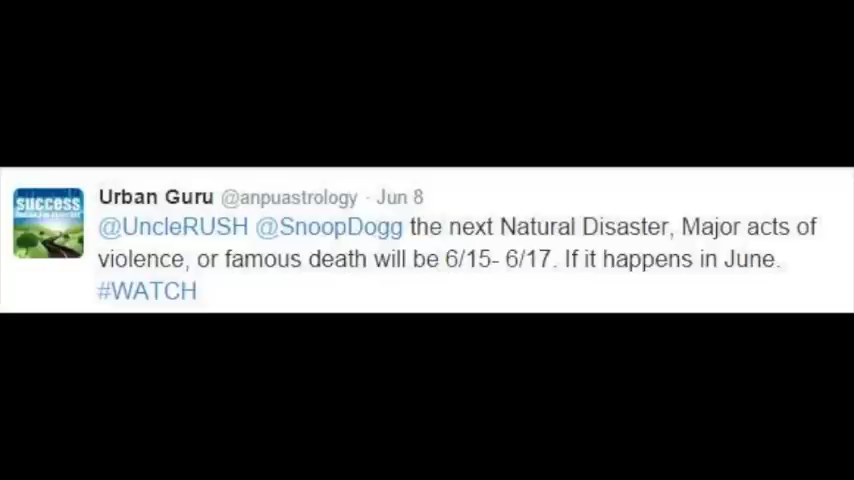 success
Urban Guru @anpuastrology · Jun 8
@UncleRUSH @SnoopDogg the next Natural Disaster, Major acts of
violence, or famous death will be 6/15- 6/17. If it happens in June.
#WATCH